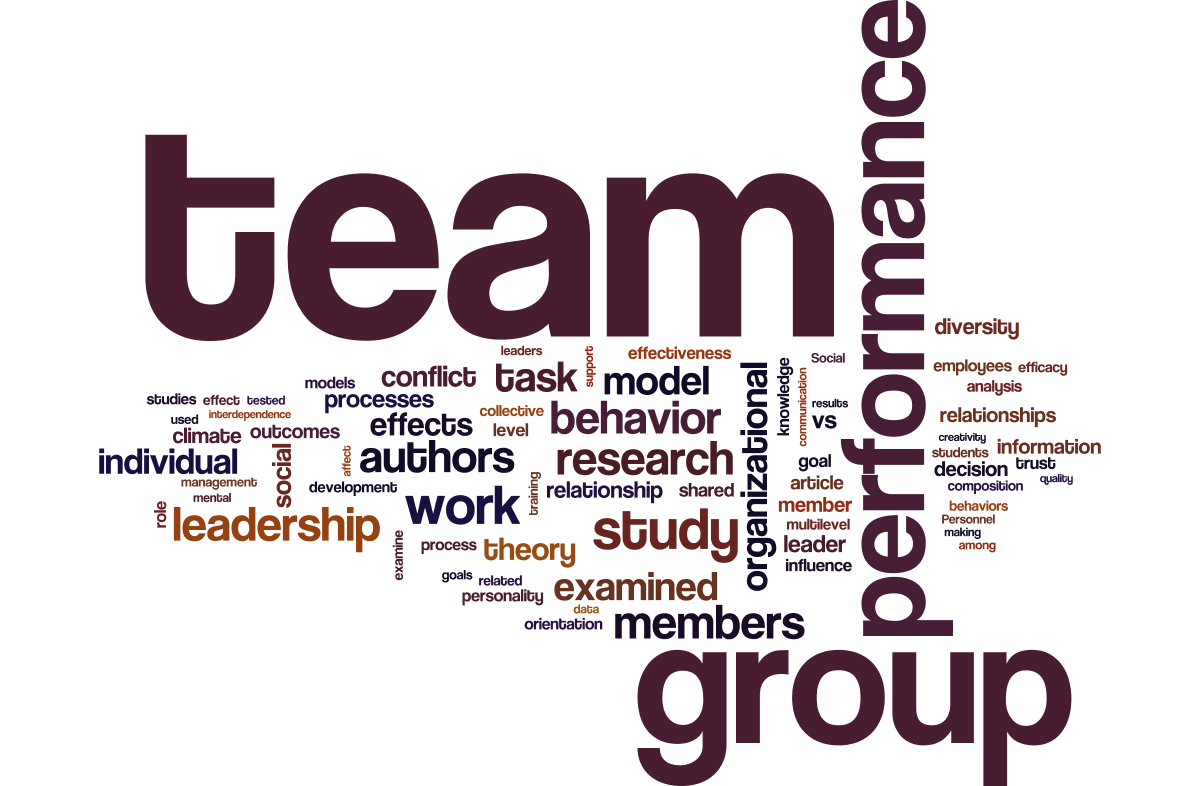 team
performance
group
diversity
leaders
support
effectiveness
Social
employees
efficacy
models
conflict
task
model
organizational
knowledge
communication
analysis
studies
effect
tested
processes
collective
behavior
results
relationships
used
interdependence
effects
level
vs
climate
outcomes
creativity
information
students
individual
social
affect
authors
research
goal
decision
trust
management
development
training
relationship
shared
article
composition
quality
mental
role
leadership
work
study
member
behaviors
multilevel
Personnel
examine
process
theory
leader
making
among
influence
goals
related
examined
personality
data
orientation
members